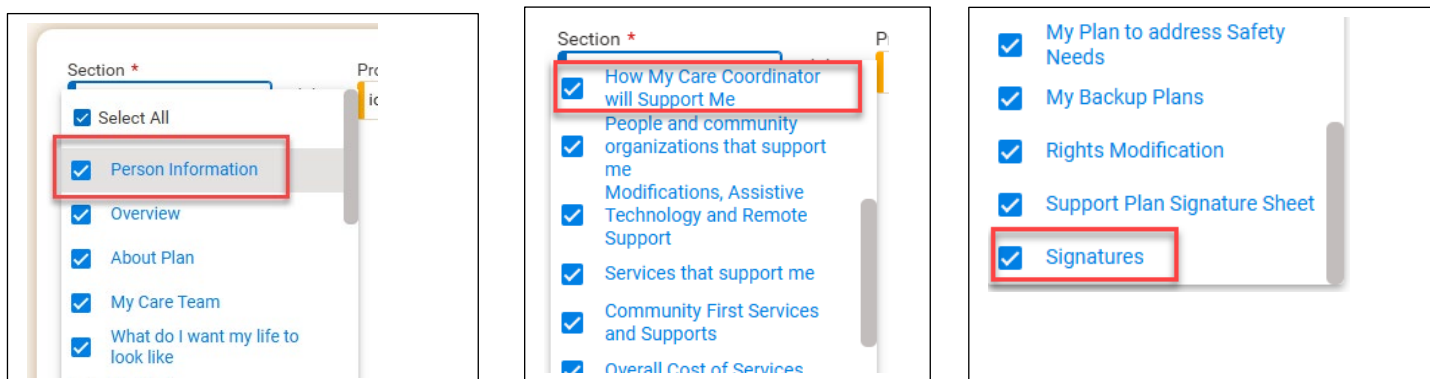 Section *
Pro
ic
Select All
Person Information
Overview
About Plan
My Care Team
What do I want my life to
look like
Section *
P
How My Care Coordinator
will Support Me
People and community
organizations that support
me
Modifications, Assistive
Technology and Remote
Support
Services that support me
Community First Services
and Supports
Overall Cost of Services
My Plan to address Safety
Needs
My Backup Plans
Rights Modification
Support Plan Signature Sheet
Signatures